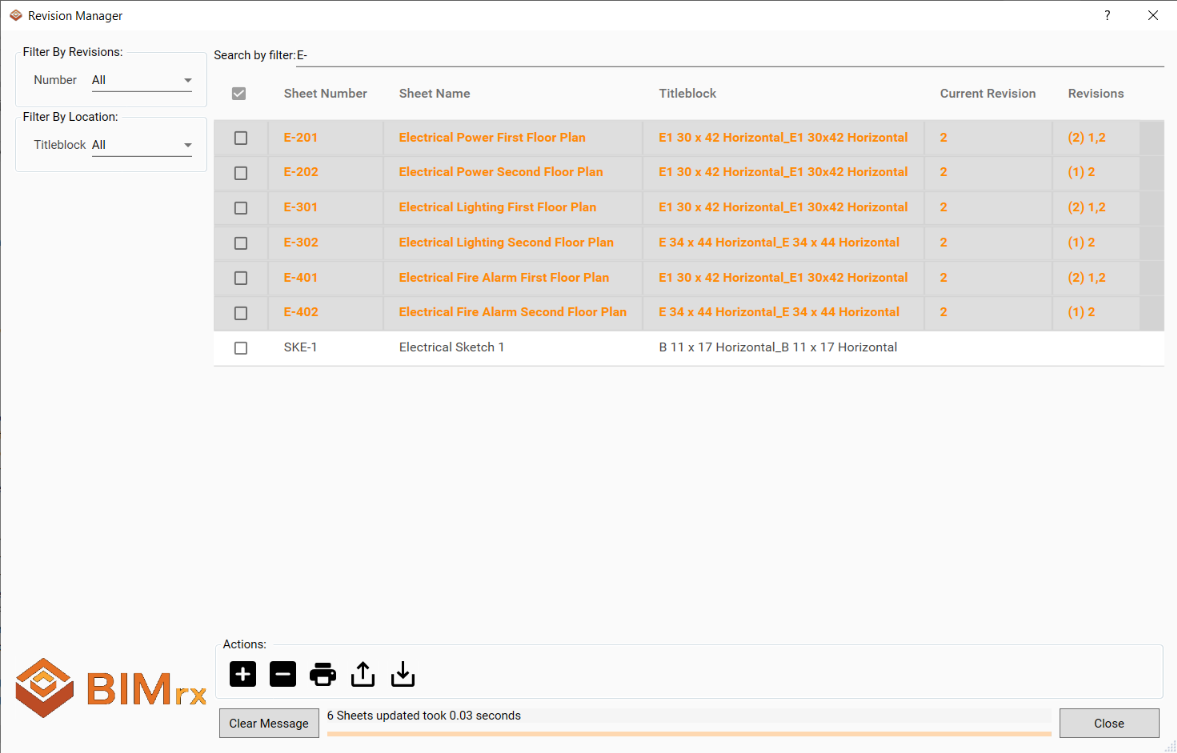 Revision Manager
?
Filter By Revisions:
Number All
Filter By Location:
Titleblock All
Search by filter:E-
Sheet Number Sheet Name Titleblock Current Revision Revisions
E-201 Electrical Power First Floor Plan E1 30 x 42 Horizontal_E1 30x42 Horizontal 2 (2) 1,2
E-202 Electrical Power Second Floor Plan E1 30 x 42 Horizontal_E1 30x42 Horizontal 2 (1) 2
E-301 Electrical Lighting First Floor Plan E1 30 x 42 Horizontal_E1 30x42 Horizontal 2 (2) 1,2
E-302 Electrical Lighting Second Floor Plan E 34 x 44 Horizontal_E 34 x 44 Horizontal 2 (1) 2
E-401 Electrical Fire Alarm First Floor Plan E1 30 x 42 Horizontal_E1 30x42 Horizontal 2 (2) 1,2
E-402 Electrical Fire Alarm Second Floor Plan E 34 x 44 Horizontal_E 34 x 44 Horizontal 2 (1) 2
SKE-1 Electrical Sketch 1 B 11 x 17 Horizontal_B 11 x 17 Horizontal
Actions:
BIMrx
Clear Message 6 Sheets updated took 0.03 seconds Close